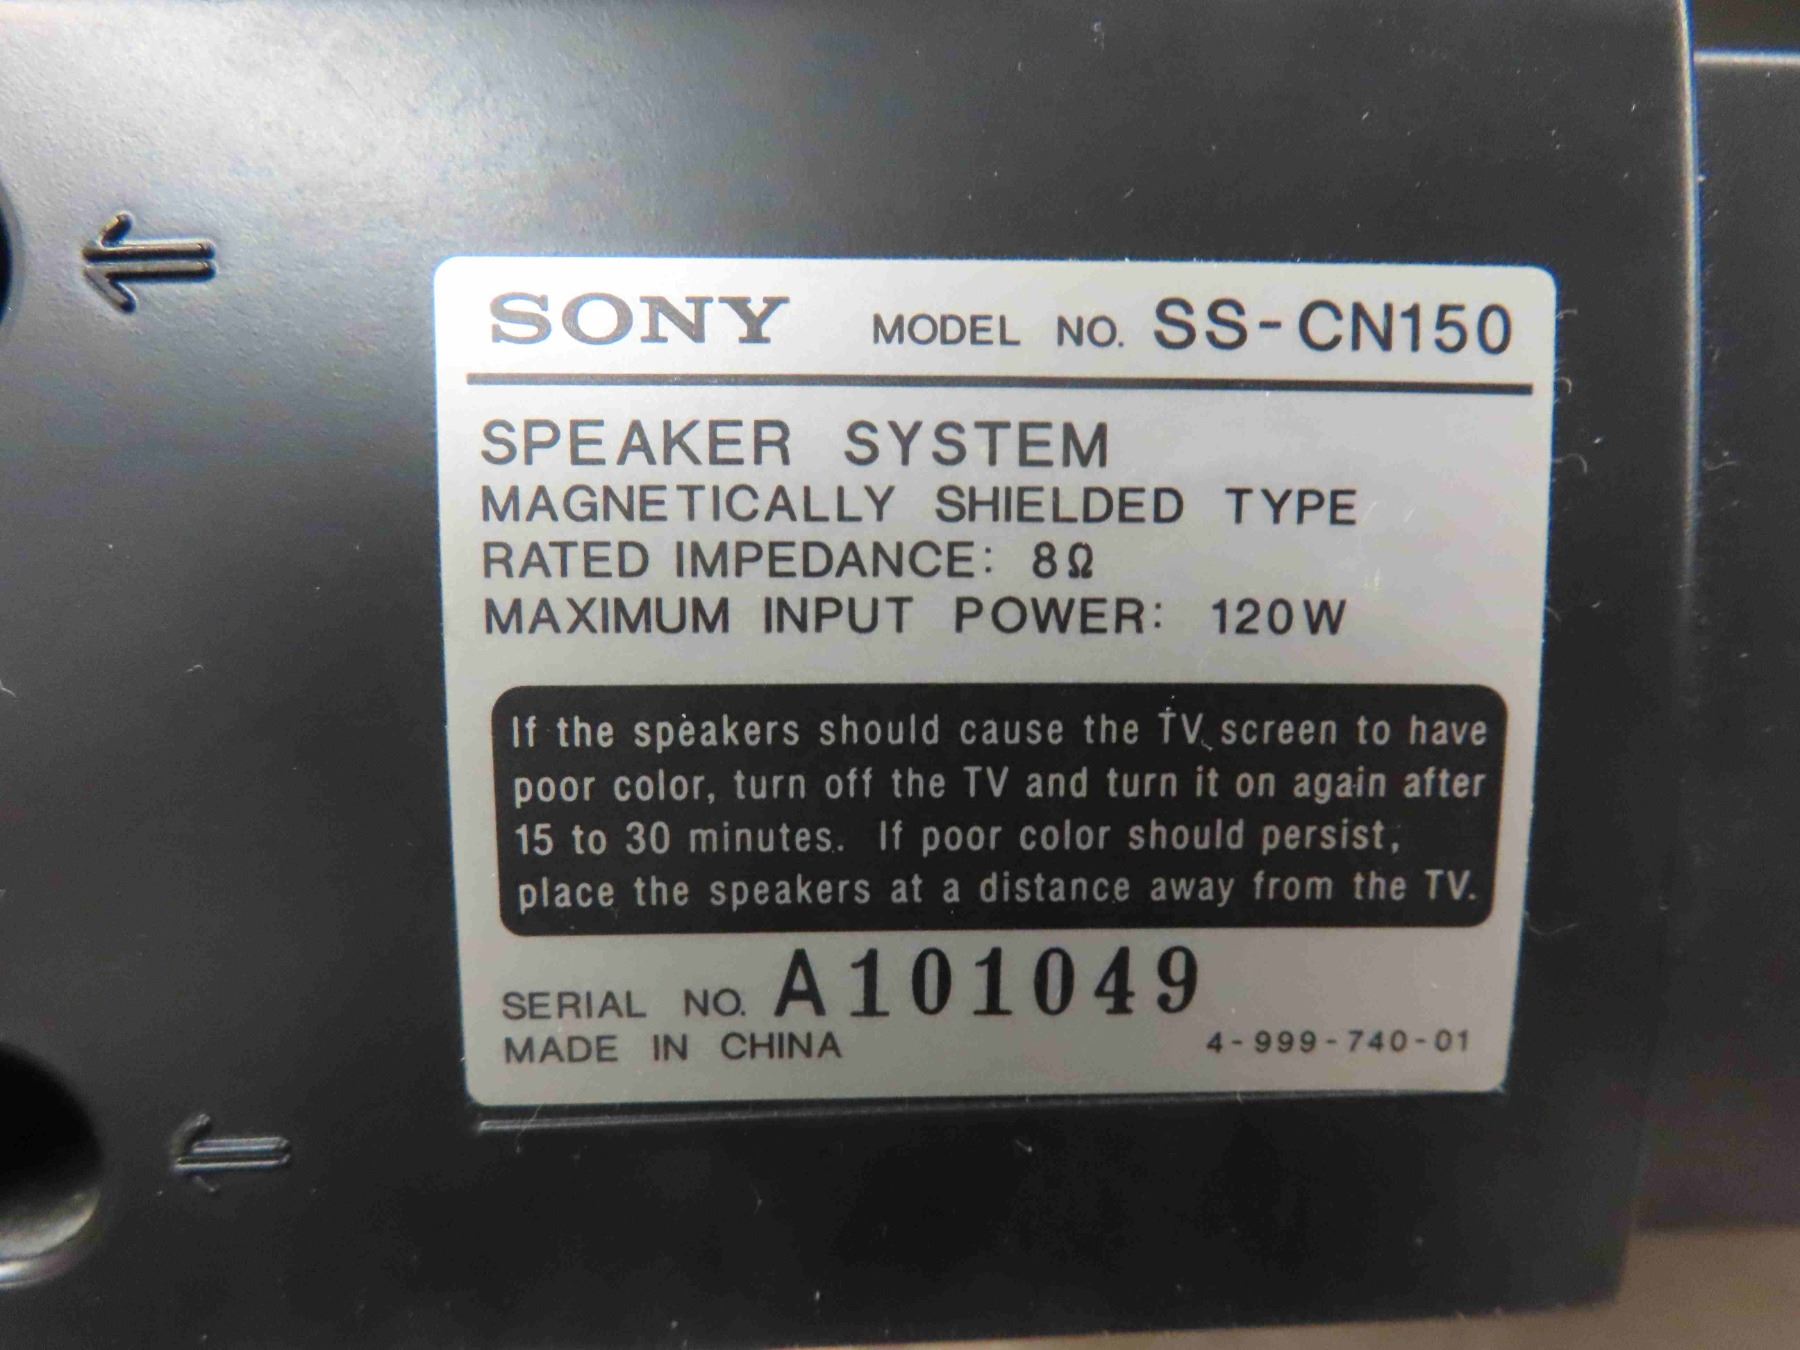 SONY MODEL NO. SS-CN150
SPEAKER SYSTEM
MAGNETICALLY SHIELDED TYPE
RATED IMPEDANCE: 8Ω
MAXIMUM INPUT POWER: 120W
If the speakers should cause the TV screen to have
poor color, turn off the TV and turn it on again after
15 to 30 minutes. If poor color should persist,
place the speakers at a distance away from the TV.
SERIAL NO. A101049
MADE IN CHINA 4-999-740-01